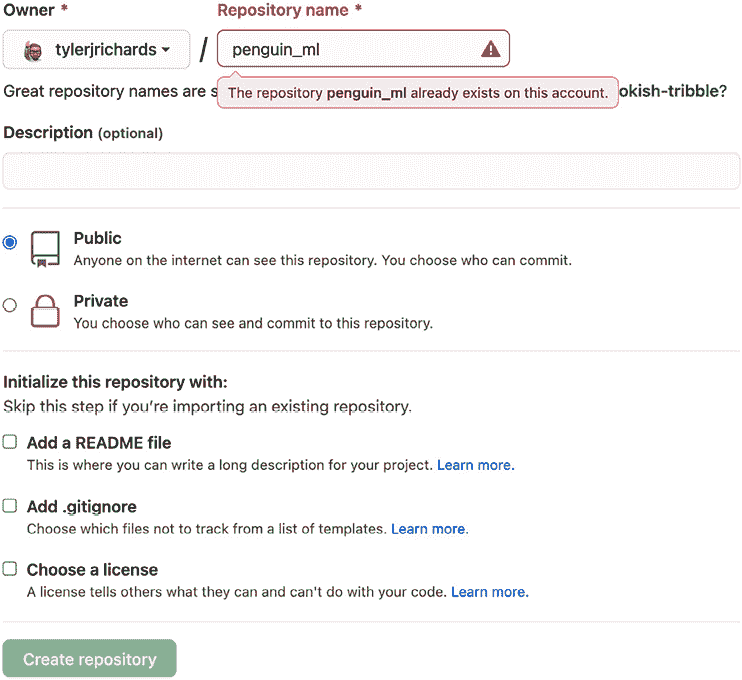 Owner * Repository name *
tylerjrichards / penguin_ml
Great repository names are s
The repository penguin_ml already exists on this account.
okish-tribble?
Description (optional)
Public
Anyone on the internet can see this repository. You choose who can commit.
Private
You choose who can see and commit to this repository.
Initialize this repository with:
Skip this step if you’re importing an existing repository.
Add a README file
This is where you can write a long description for your project. Learn more.
Add .gitignore
Choose which files not to track from a list of templates. Learn more.
Choose a license
A license tells others what they can and can't do with your code. Learn more.
Create repository